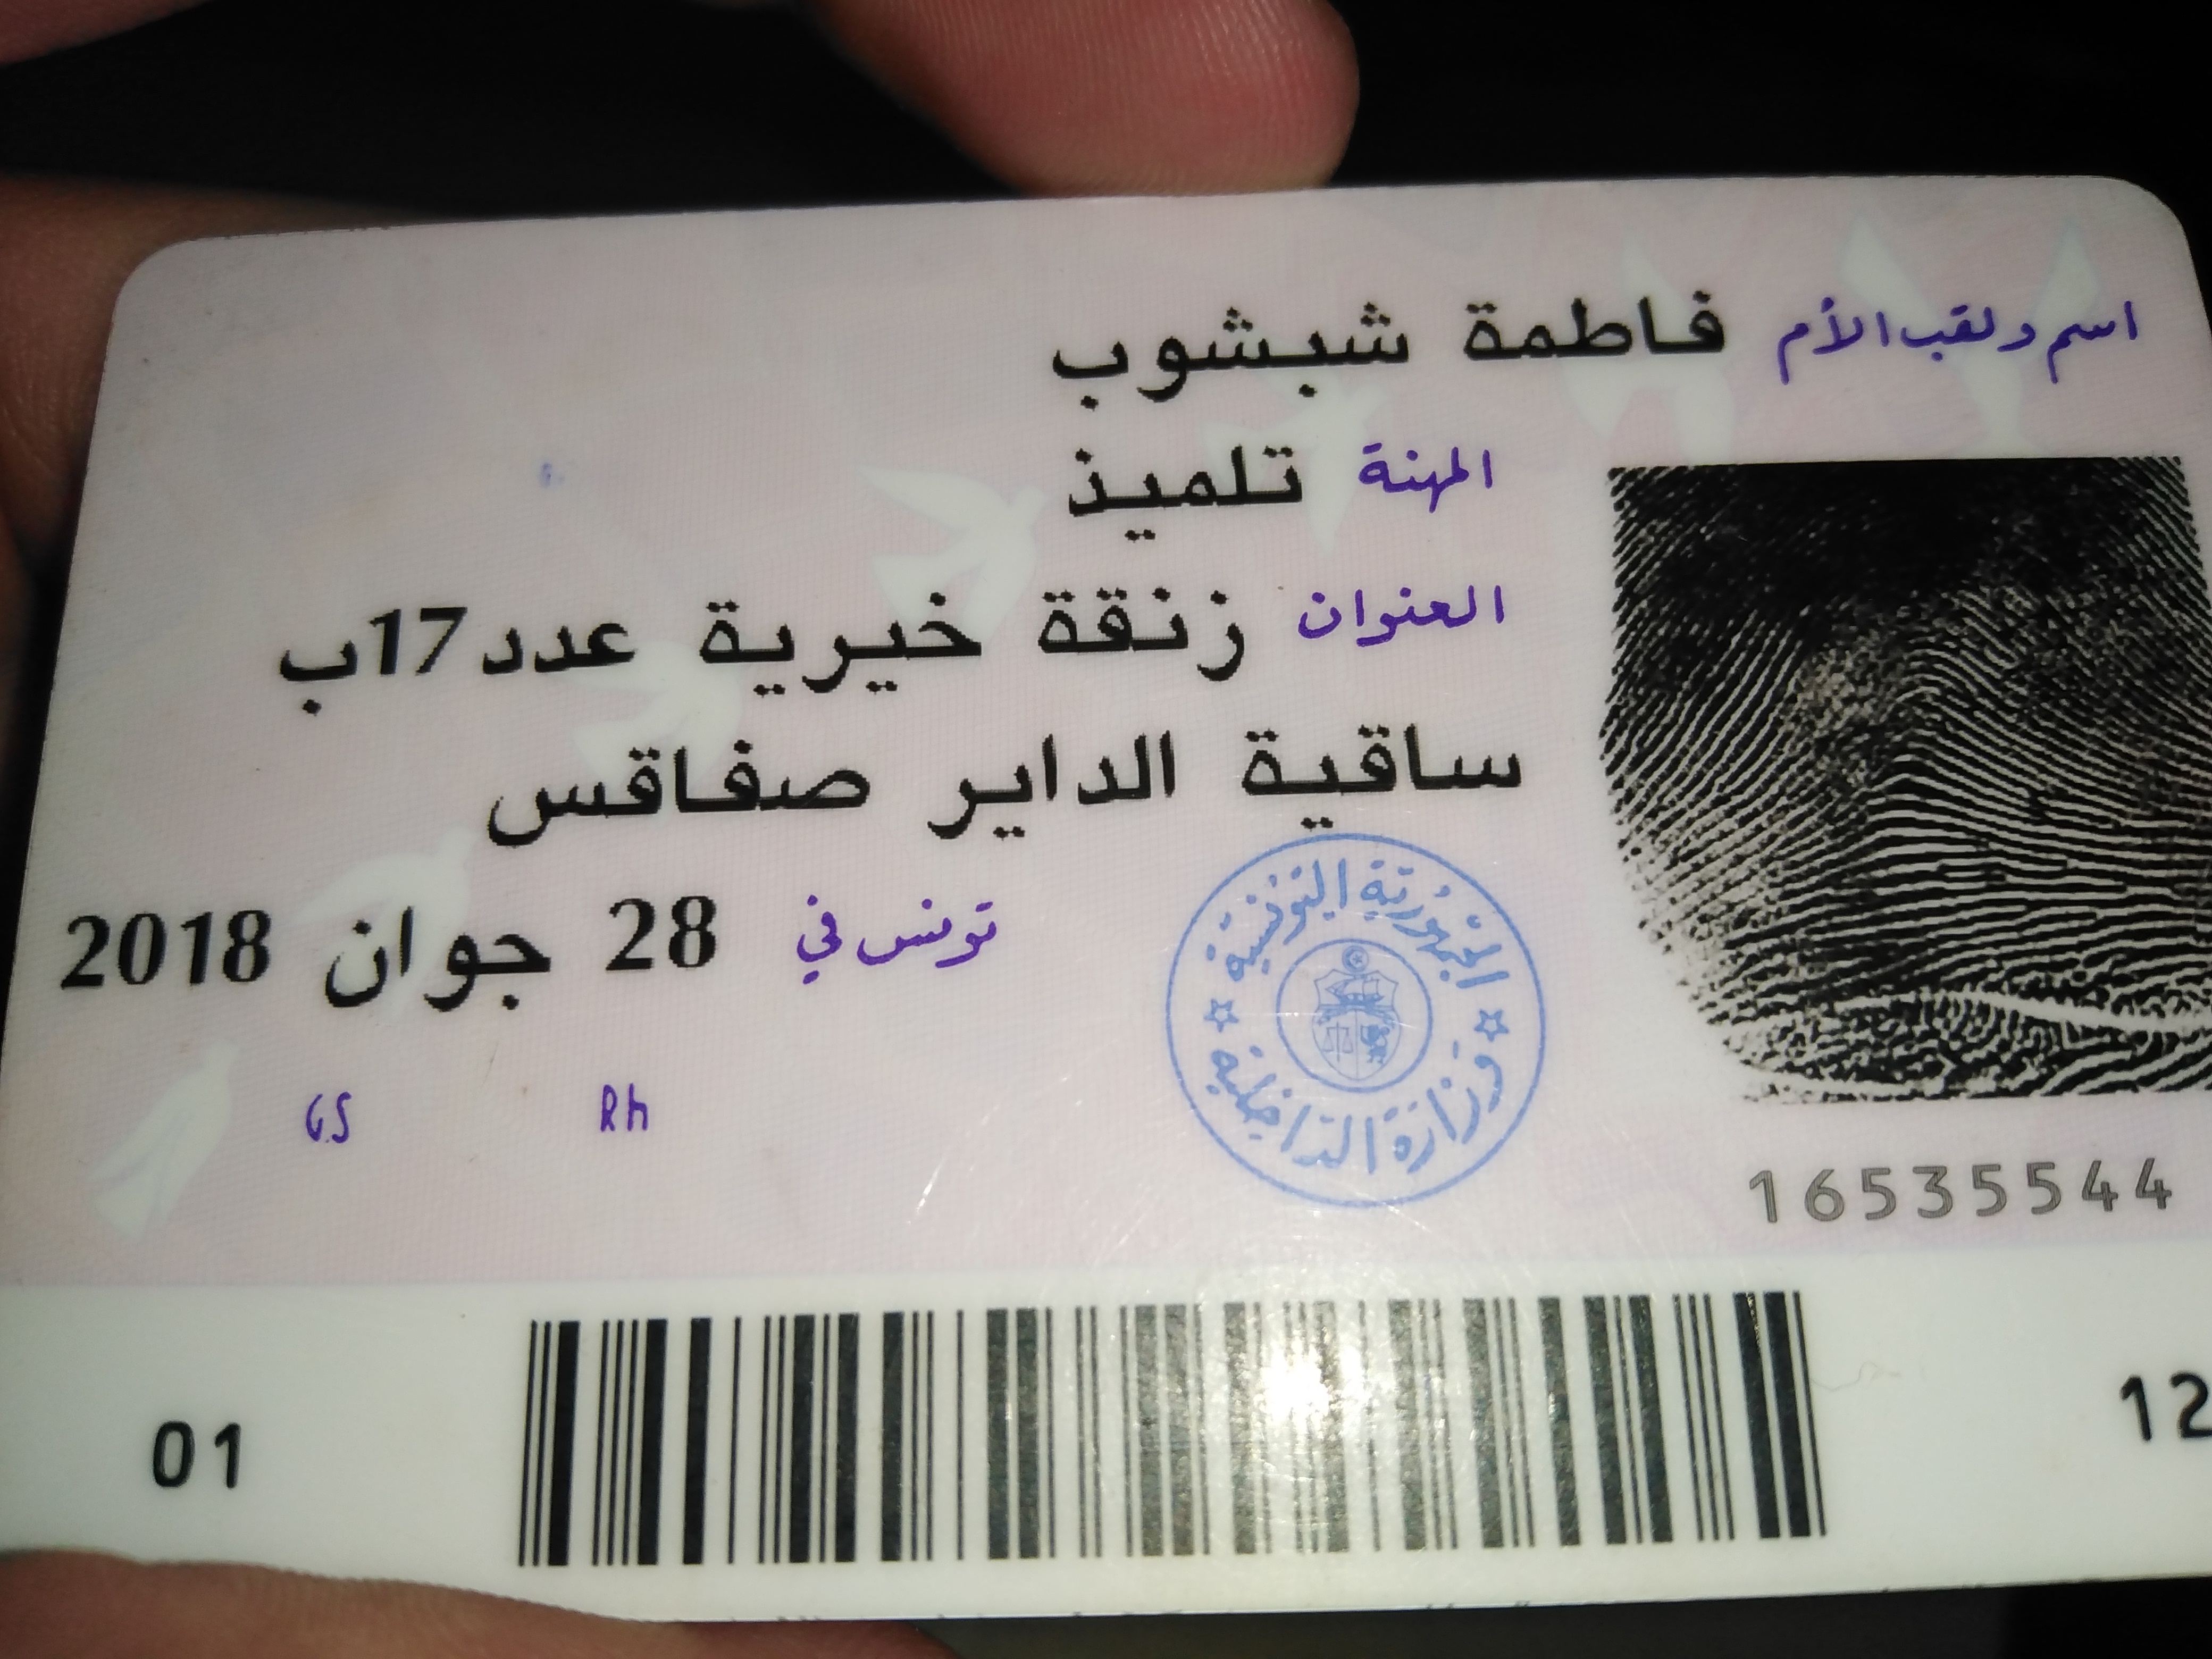 اسم ولقب الأم فاطمة شبشوب
المهنة تلميذ
العنوان زنقة خيرية عدد17ب
ساقية الداير صفاقس
تونس في 28 جوان 2018
الجمهورية التونسية
وزارة الداخلية
GS Rh
16535544
01 12